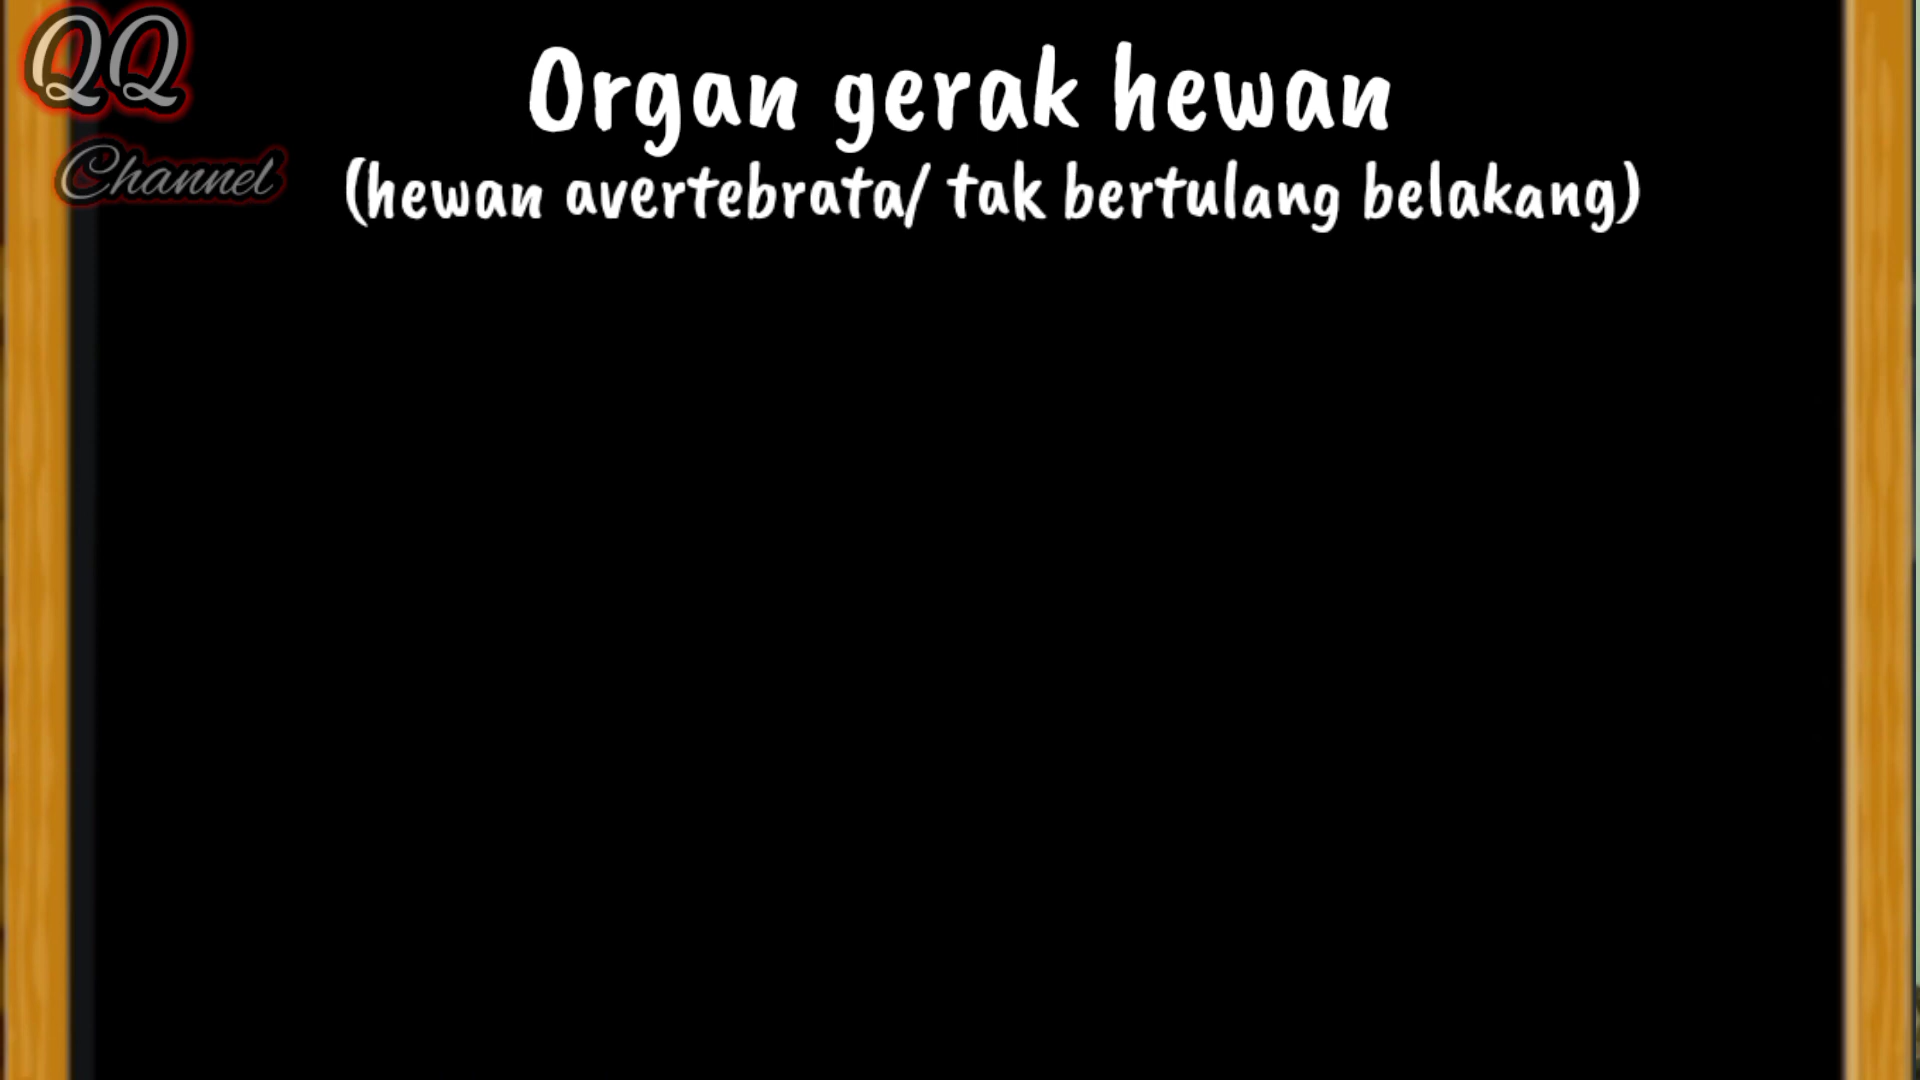 QQ
Channel
Organ gerak hewan
(hewan avertebrata/ tak bertulang belakang)